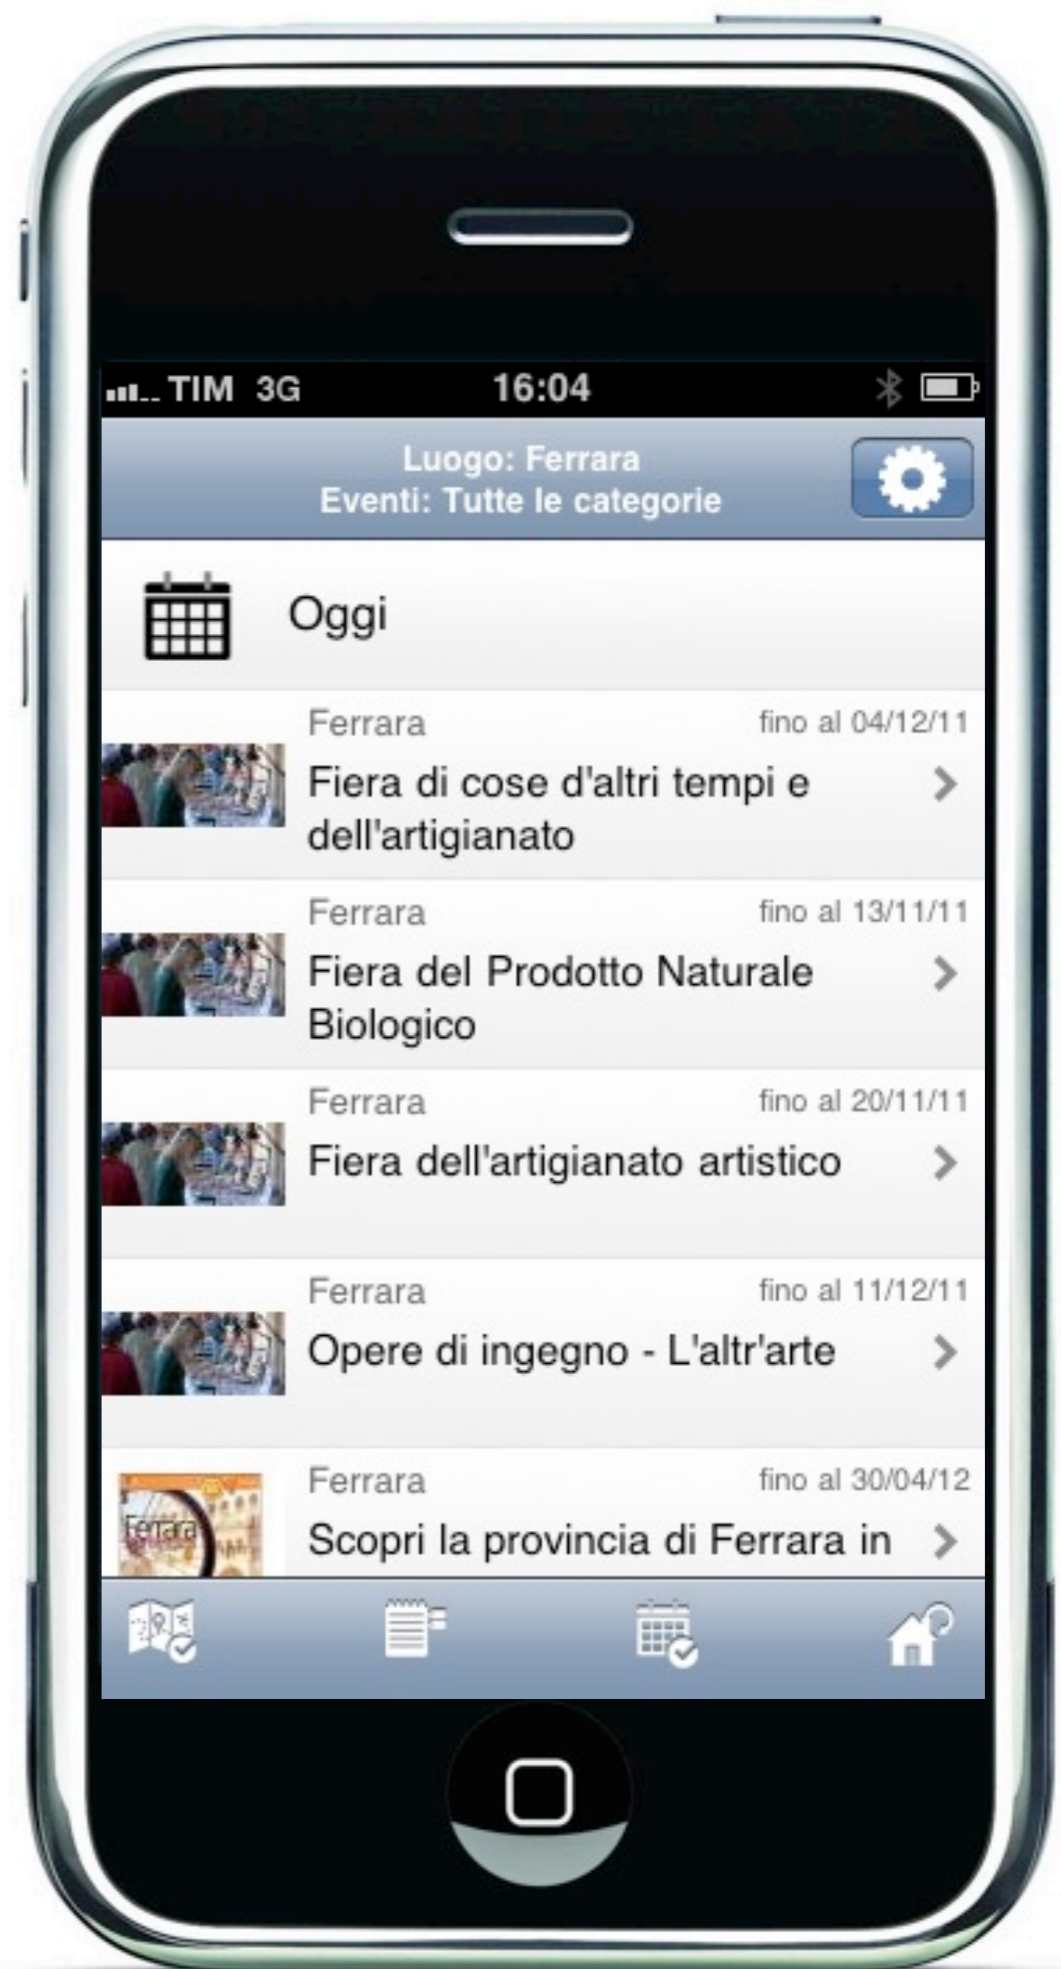 TIM 3G 16:04
Luogo: Ferrara
Eventi: Tutte le categorie
Oggi
Ferrara fino al 04/12/11
Fiera di cose d'altri tempi e
dell'artigianato
Ferrara fino al 13/11/11
Fiera del Prodotto Naturale
Biologico
Ferrara fino al 20/11/11
Fiera dell'artigianato artistico
Ferrara fino al 11/12/11
Opere di ingegno - L'altr'arte
Ferrara fino al 30/04/12
Scopri la provincia di Ferrara in
Ferrara